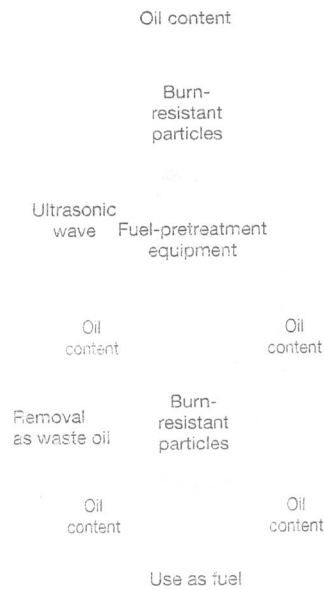 Oil content
Burn-
resistant
particles
Ultrasonic
wave
Fuel-pretreatment
equipment
Oil
content
Oil
content
Removal
as waste oil
Burn-
resistant
particles
Oil
content
Oil
content
Use as fuel